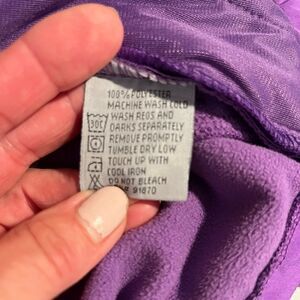 100% POLYESTER
MACHINE WASH COLD
WASH REDS AND
30C DARKS SEPARATELY
REMOVE PROMPTLY
TUMBLE DRY LOW
TOUCH UP WITH
COOL IRON
DO NOT BLEACH
91870